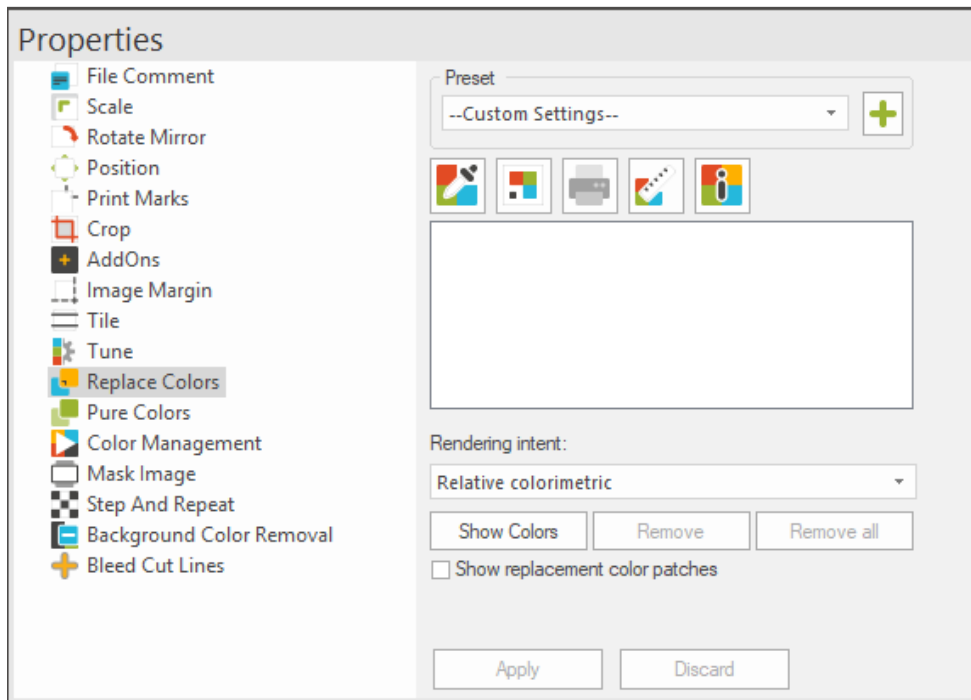 Properties
File Comment
Scale
Rotate Mirror
Position
Print Marks
Crop
AddOns
Image Margin
Tile
Tune
Replace Colors
Pure Colors
Color Management
Mask Image
Step And Repeat
Background Color Removal
Bleed Cut Lines
Preset
--Custom Settings--
Rendering intent:
Relative colorimetric
Show Colors Remove Remove all
Show replacement color patches
Apply Discard